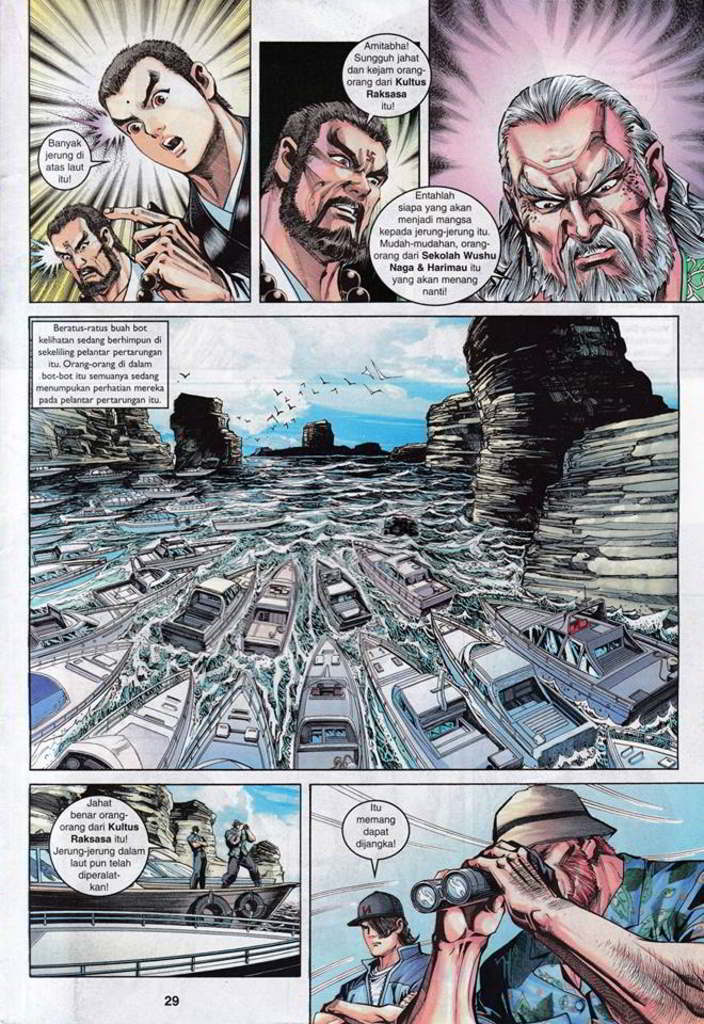 Banyak
jerung di
atas laut
itu!
Amitabha!
Sungguh jahat
dan kejam orang-
orang dari Kultus
Raksasa
itu!
Entahlah
siapa yang akan
menjadi mangsa
kepada jerung-jerung itu.
Mudah-mudahan, orang-
orang dari Sekolah Wushu
Naga & Harimau itu
yang akan menang
nanti!
Beratus-ratus buah bot
kelihatan sedang berhimpun di
sekeliling pelantar pertarungan
itu. Orang-orang di dalam
bot-bot itu semuanya sedang
menumpukan perhatian mereka
pada pelantar pertarungan itu.
Jahat
benar orang-
orang dari Kultus
Raksasa itu!
Jerung-jerung dalam
laut pun telah
diperalat-
kan!
Itu
memang
dapat
dijangka!
29